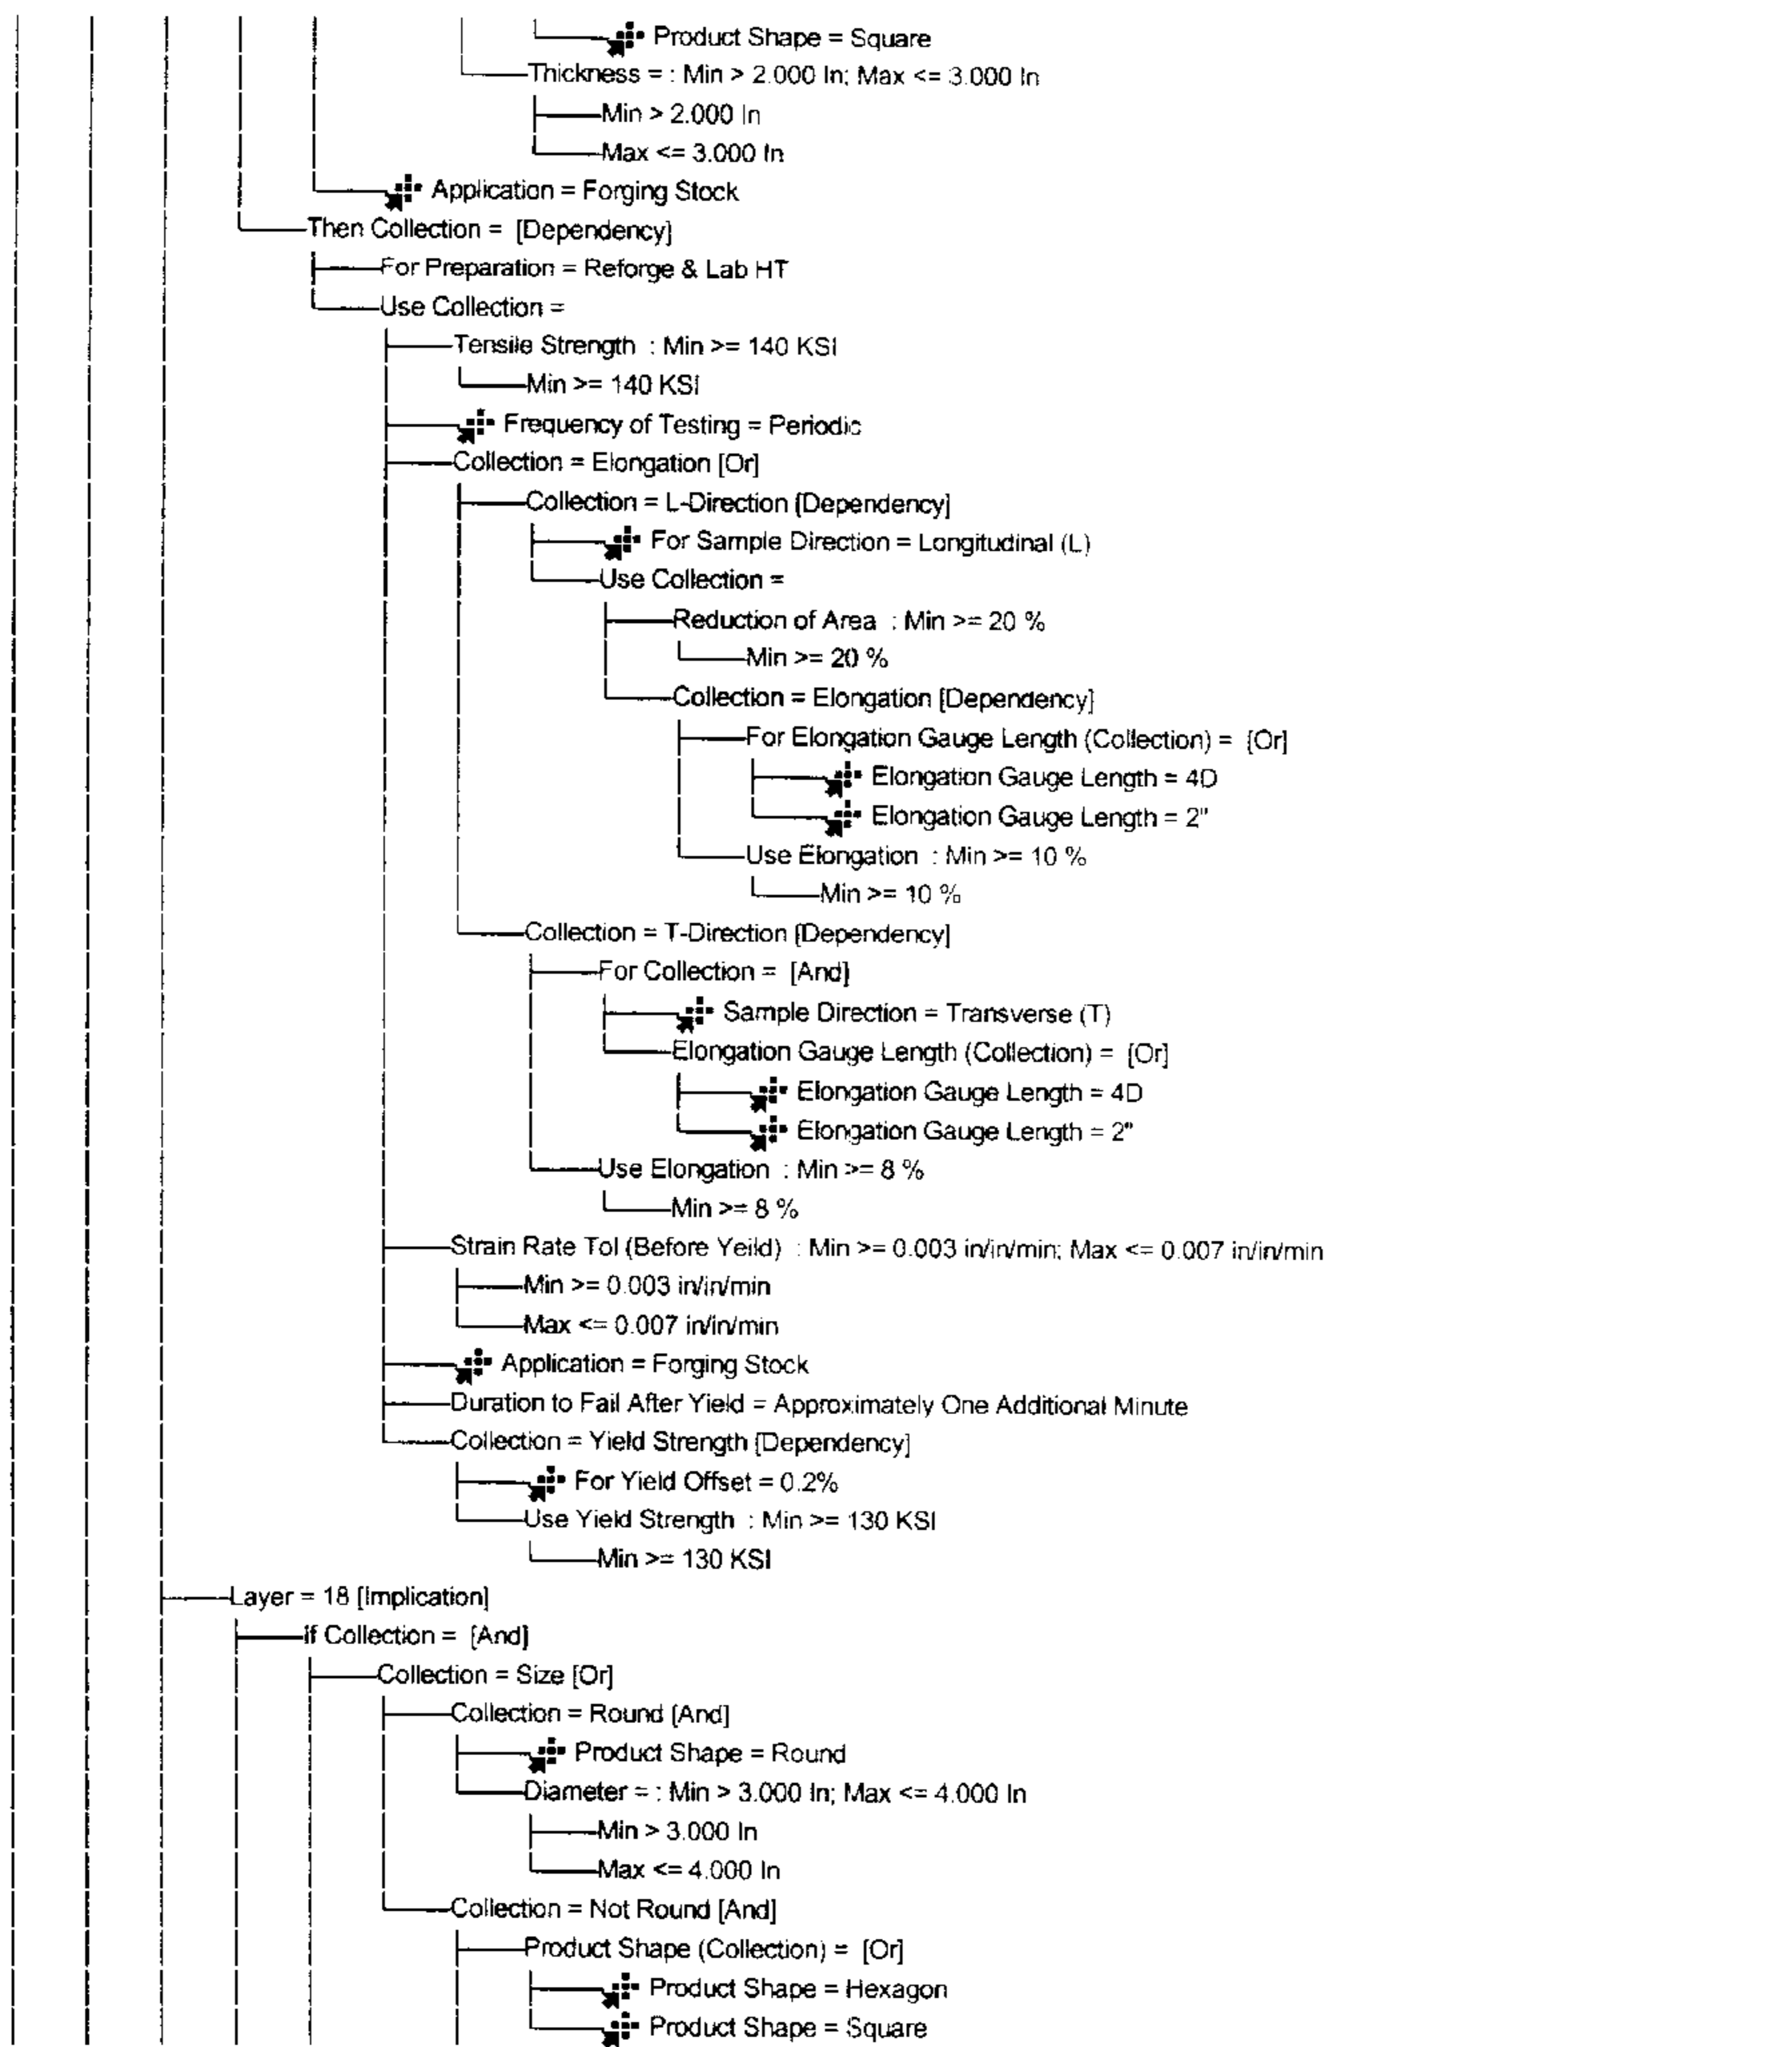 Product Shape = Square
Thickness = : Min > 2.000 In; Max <= 3.000 In
Min > 2.000 In
Max <= 3.000 In
Application = Forging Stock
Then Collection = [Dependency]
For Preparation = Reforge & Lab HT
Use Collection =
Tensile Strength : Min >= 140 KSI
Min >= 140 KSI
Frequency of Testing = Periodic
Collection = Elongation [Or]
Collection = L-Direction [Dependency]
For Sample Direction = Longitudinal (L)
Use Collection =
Reduction of Area : Min >= 20 %
Min >= 20 %
Collection = Elongation [Dependency]
For Elongation Gauge Length (Collection) = [Or]
Elongation Gauge Length = 4D
Elongation Gauge Length = 2"
Use Elongation : Min >= 10 %
Min >= 10 %
Collection = T-Direction [Dependency]
For Collection = [And]
Sample Direction = Transverse (T)
Elongation Gauge Length (Collection) = [Or]
Elongation Gauge Length = 4D
Elongation Gauge Length = 2"
Use Elongation : Min >= 8 %
Min >= 8 %
Strain Rate Tol (Before Yeild) : Min >= 0.003 in/in/min; Max <= 0.007 in/in/min
Min >= 0.003 in/in/min
Max <= 0.007 in/in/min
Application = Forging Stock
Duration to Fail After Yield = Approximately One Additional Minute
Collection = Yield Strength [Dependency]
For Yield Offset = 0.2%
Use Yield Strength : Min >= 130 KSI
Min >= 130 KSI
Layer = 18 [Implication]
If Collection = [And]
Collection = Size [Or]
Collection = Round [And]
Product Shape = Round
Diameter = : Min > 3.000 In; Max <= 4.000 In
Min > 3.000 In
Max <= 4.000 In
Collection = Not Round [And]
Product Shape (Collection) = [Or]
Product Shape = Hexagon
Product Shape = Square